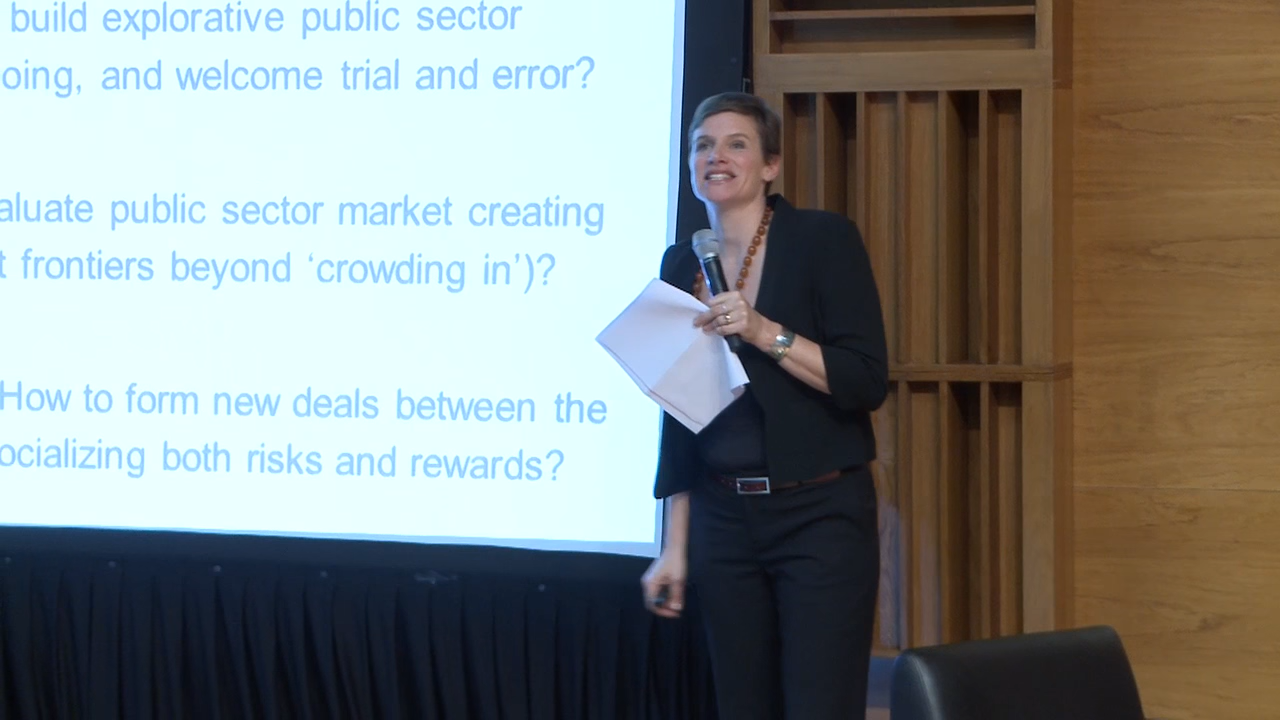 build explorative public sector
oing, and welcome trial and error?
aluate public sector market creating
t frontiers beyond ‘crowding in’)?
How to form new deals between the
ocializing both risks and rewards?